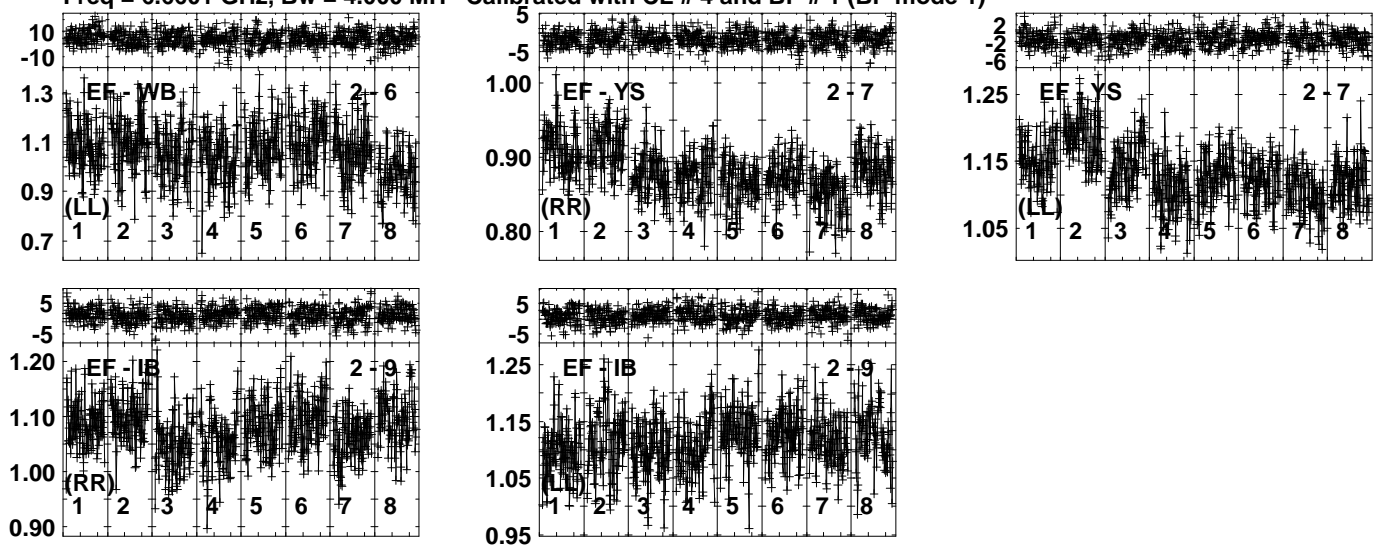 10
-10
1.3
1.1
0.9
0.7
EF - WB 2 - 6
(LL)
1 2 3 4 5 6 7 8
5
-5
1.00
0.90
0.80
EF - YS 2 - 7
(RR)
1 2 3 4 5 6 7 8
2
-2
-6
1.25
1.15
1.05
EF - YS 2 - 7
(LL)
1 2 3 4 5 6 7 8
5
-5
1.20
1.10
1.00
0.90
EF - IB 2 - 9
(RR)
1 2 3 4 5 6 7 8
5
-5
1.25
1.15
1.05
0.95
EF - IB 2 - 9
(LL)
1 2 3 4 5 6 7 8